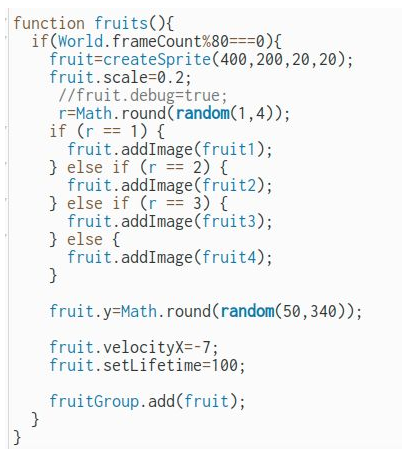 function fruits(){
if(World.frameCount%80===0){
fruit=createSprite(400,200,20,20);
fruit.scale=0.2;
//fruit.debug=true;
r=Math.round(random(1,4));
if (r == 1) {
fruit.addImage(fruit1);
} else if (r == 2) {
fruit.addImage(fruit2);
} else if (r == 3) {
fruit.addImage(fruit3);
} else {
fruit.addImage(fruit4);
}
fruit.y=Math.round(random(50,340));
fruit.velocityX=-7;
fruit.setLifetime=100;
fruitGroup.add(fruit);
}
}